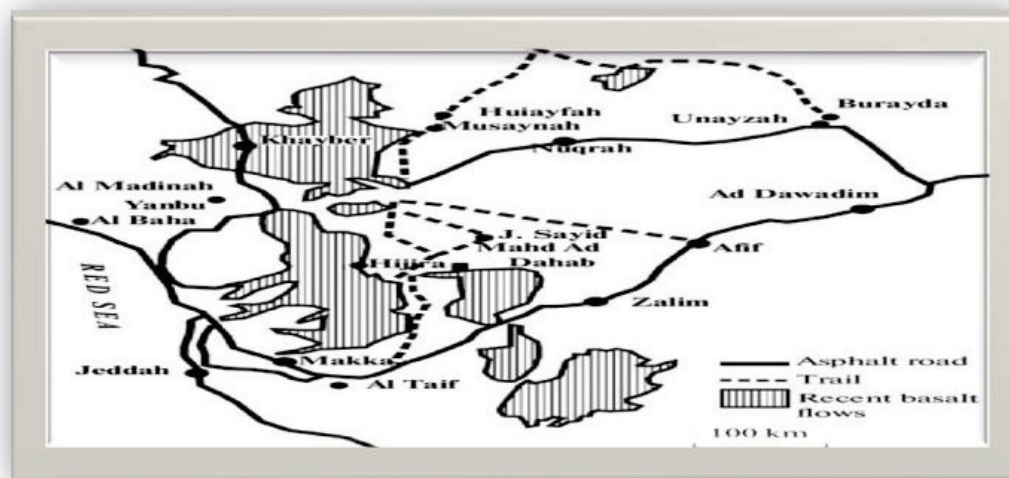 Huiayfah
Musaynah
Burayda
Unayzah
Nuqrah
Khayber
Al Madinah
Yanbu
Al Baha
Ad Dawadim
J. Sayid
Mahd Ad
Dahab
Afif
Hijira
Zalim
RED SEA
Makka
Jeddah
Al Taif
Asphalt road
Trail
Recent basalt
flows
100 km